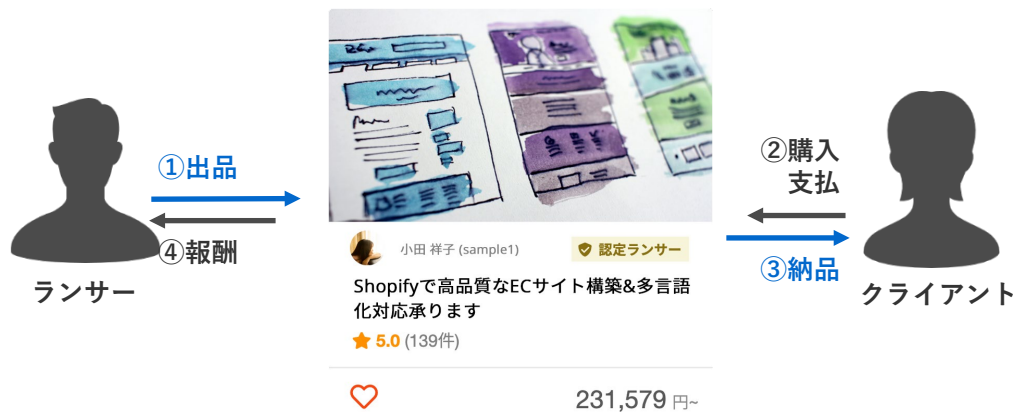 ①出品
④報酬
ランサー
小田 祥子 (sample1)
認定ランサー
Shopifyで高品質なECサイト構築&多言語
化対応承ります
5.0 (139件)
231,579 円~
②購入
支払
③納品
クライアント